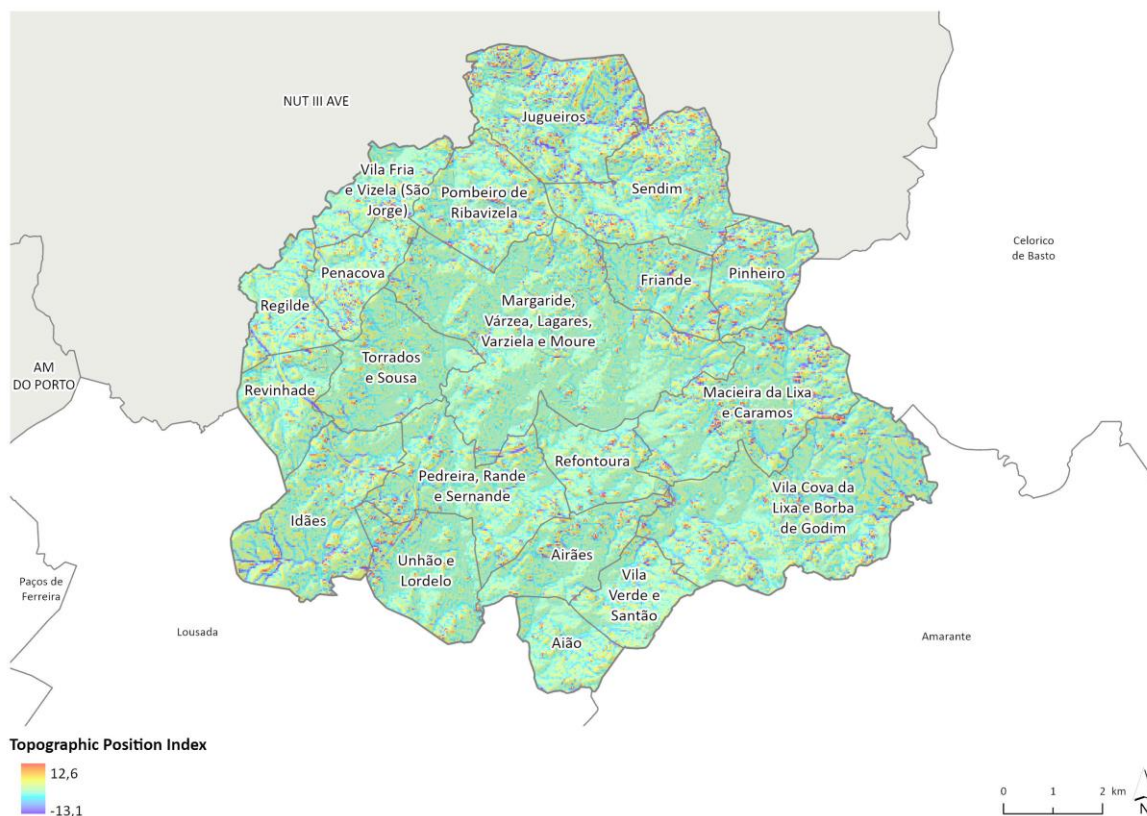 NUT III AVE
Jugueiros
Vila Fria
e Vizela (São
Jorge)
Pombeiro de
Ribavizela
Sendim
Celorico
de Basto
Penacova
Friande
Pinheiro
Regilde
Margaride,
Várzea, Lagares,
Varziela e Moure
AM
DO PORTO
Torrados
e Sousa
Revinhade
Macieira da Lixa
e Caramos
Pedreira, Rande
e Sernande
Refontoura
Vila Cova da
Lixa e Borba
de Godim
Idães
Airães
Unhão e
Lordelo
Vila
Verde e
Santão
Paços de
Ferreira
Lousada
Aião
Amarante
Topographic Position Index
12,6
-13,1
0 1 2 km
N